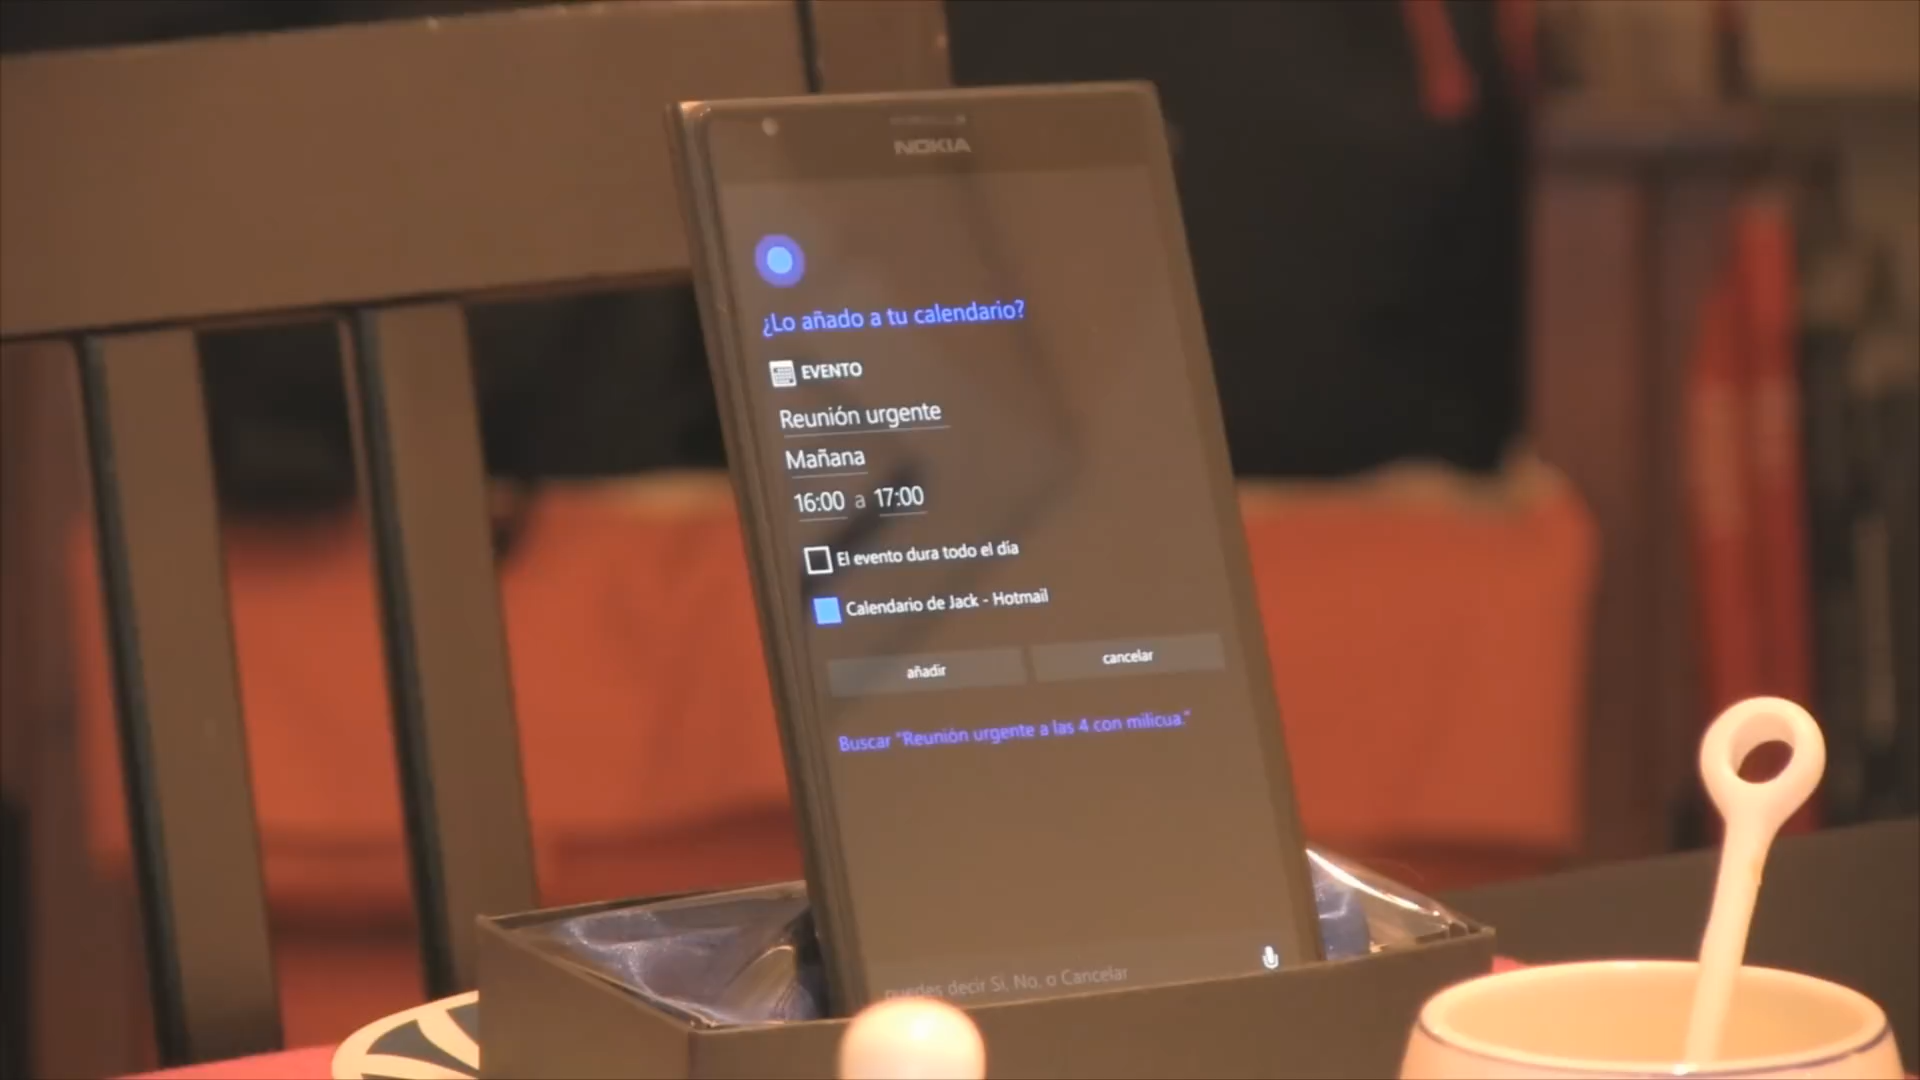 NOKIA
¿Lo añado a tu calendario?
EVENTO
Reunión urgente
Mañana
16:00 a 17:00
El evento dura todo el día
Calendario de Jack - Hotmail
añadir
cancelar
Buscar "Reunión urgente a las 4 con milicua."
Puedes decir Sí, No, o Cancelar